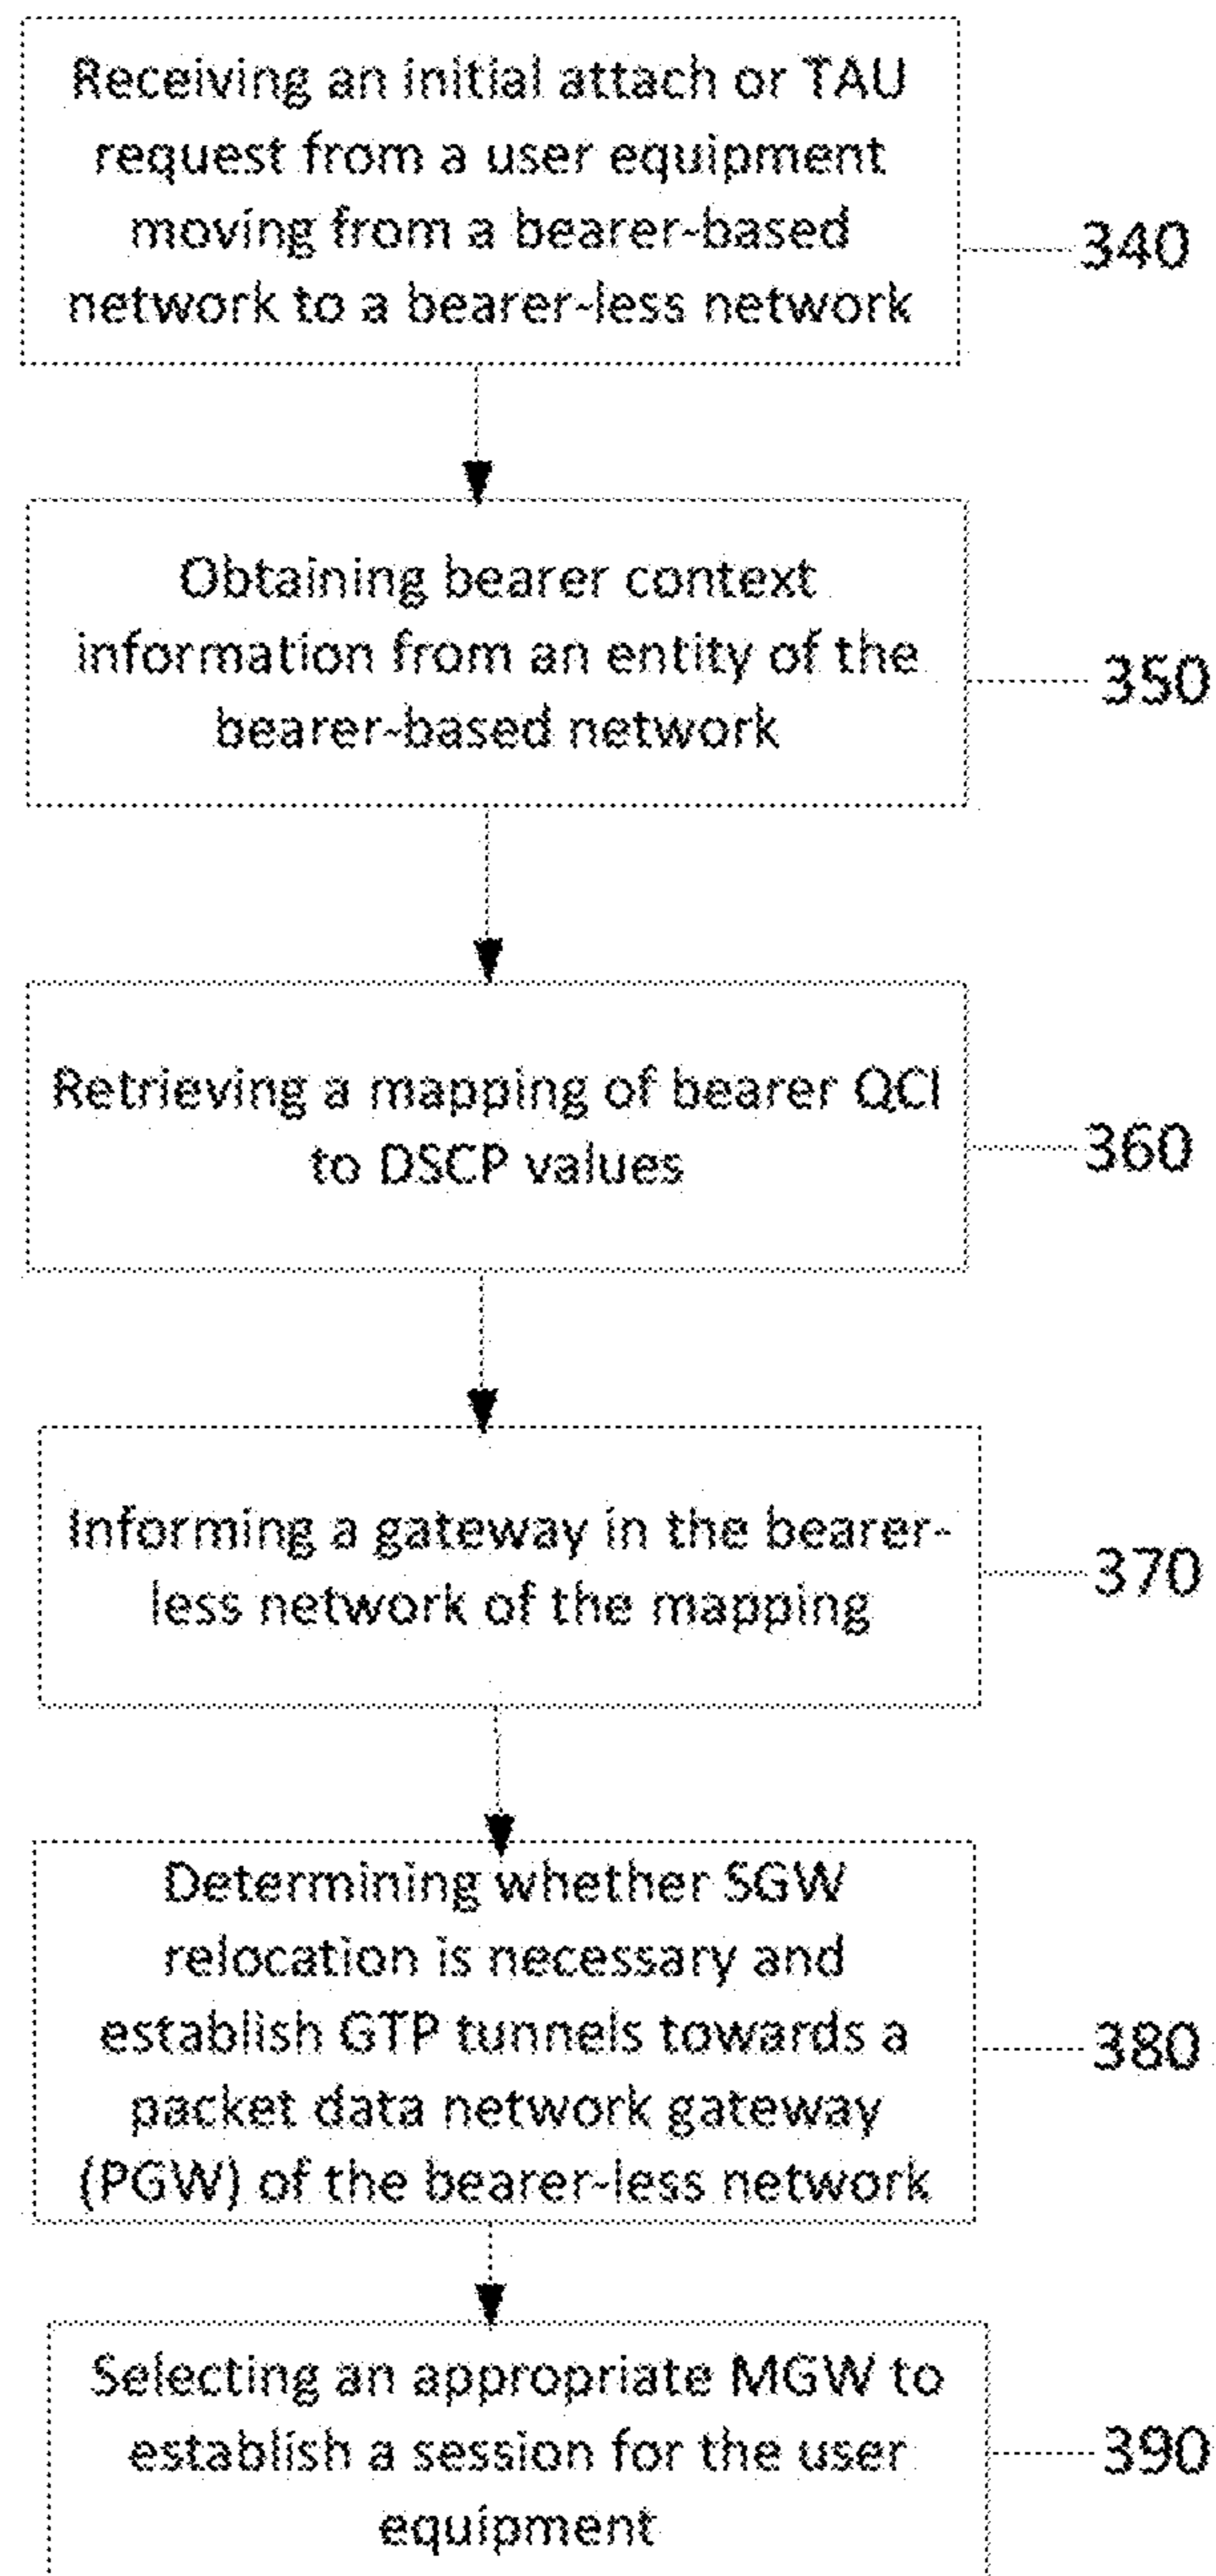 Receiving an initial attach or TAU
request from a user equipment
moving from a bearer-based
network to a bearer-less network
340
Obtaining bearer context
information from an entity of the
bearer-based network
350
Retrieving a mapping of bearer QCI
to DSCP values
360
Informing a gateway in the bearer-
less network of the mapping
370
Determining whether SGW
relocation is necessary and
establish GTP tunnels towards a
packet data network gateway
(PGW) of the bearer-less network
380
Selecting an appropriate MGW to
establish a session for the user
equipment
390